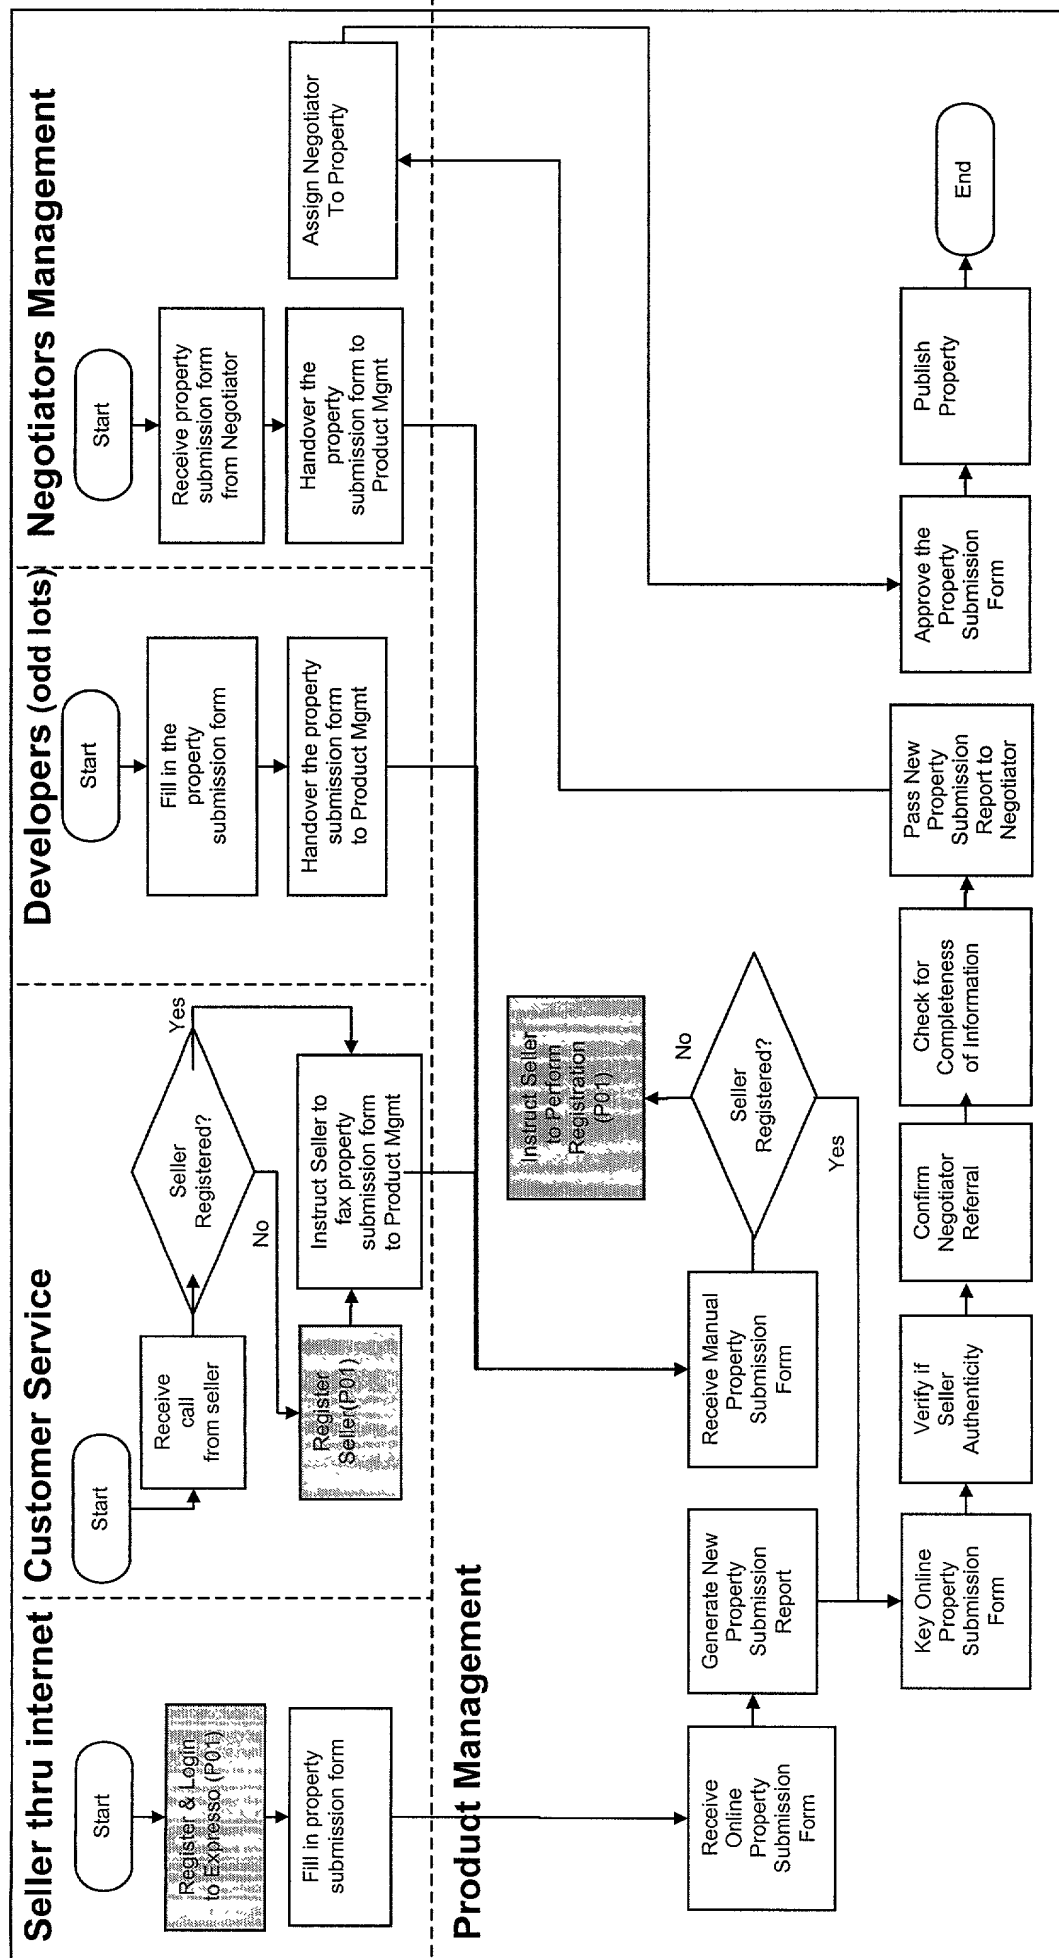 Seller thru internet
Start
Register & Login
to Expresso (P01)
Fill in property
submission form
Customer Service
Start
Receive
call
from seller
Seller
Registered?
Yes
No
Register
Seller(P01)
Instruct Seller to
fax property
submission form
to Product Mgmt
Developers (odd lots)
Start
Fill in the
property
submission form
Handover the property
submission form
to Product Mgmt
Negotiators Management
Start
Receive property
submission form
from Negotiator
Handover the
property
submission form to
Product Mgmt
Assign Negotiator
To Property
Product Management
Receive
Online
Property
Submission
Form
Generate New
Property
Submission
Report
Receive Manual
Property
Submission
Form
Seller
Registered?
No
Yes
Instruct Seller
to Perform
Registration
(P01)
Key Online
Property
Submission
Form
Verify if
Seller
Authenticity
Confirm
Negotiator
Referral
Check for
Completeness
of Information
Pass New
Property
Submission
Report to
Negotiator
Approve the
Property
Submission
Form
Publish
Property
End